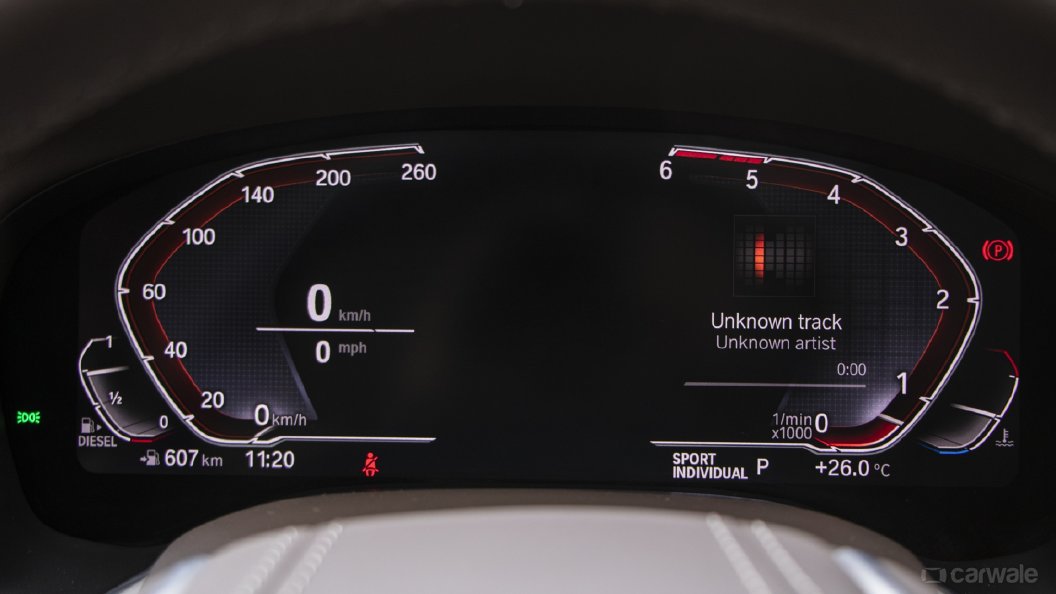 260
200
140
100
60
40
20
0 km/h
0 km/h
0 mph
1
½
0
DIESEL
607 km
11:20
6
5
4
3
2
1
0
1/min
x1000
Unknown track
Unknown artist
0:00
SPORT
INDIVIDUAL
P
+26.0 °C
P
carwale